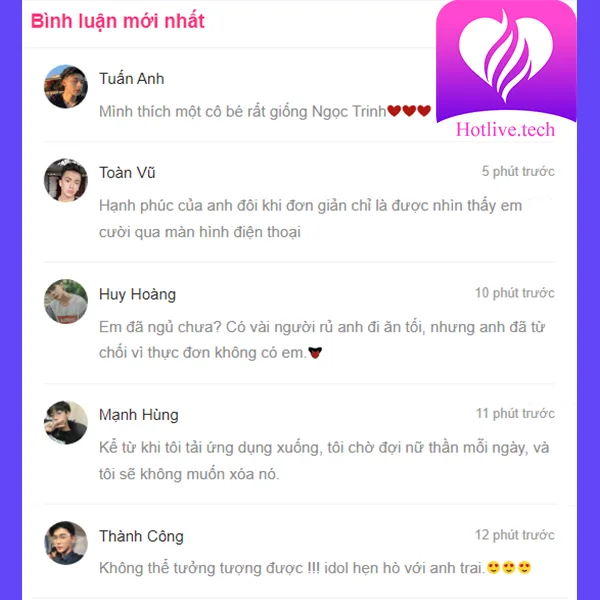 Bình luận mới nhất
Hotlive.tech
Tuấn Anh
Mình thích một cô bé rất giống Ngọc Trinh❤❤❤
Toàn Vũ
5 phút trước
Hạnh phúc của anh đôi khi đơn giản chỉ là được nhìn thấy em
cười qua màn hình điện thoại
Huy Hoàng
10 phút trước
Em đã ngủ chưa? Có vài người rủ anh đi ăn tối, nhưng anh đã từ
chối vì thực đơn không có em.
Mạnh Hùng
11 phút trước
Kể từ khi tôi tải ứng dụng xuống, tôi chờ đợi nữ thần mỗi ngày, và
tôi sẽ không muốn xóa nó.
Thành Công
12 phút trước
Không thể tưởng tượng được !!! idol hẹn hò với anh trai.😍😍😍